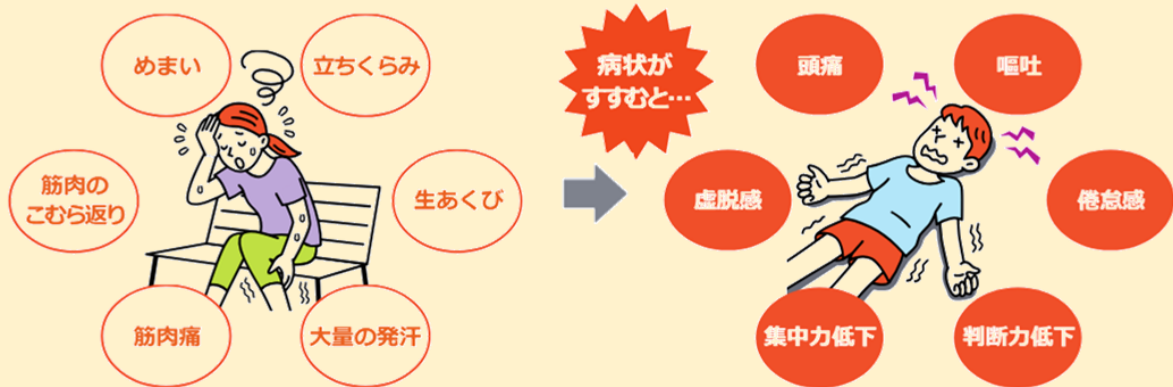 めまい
立ちくらみ
筋肉の
こむら返り
生あくび
筋肉痛
大量の発汗
病状が
すすむと…
頭痛
嘔吐
虚脱感
倦怠感
集中力低下
判断力低下